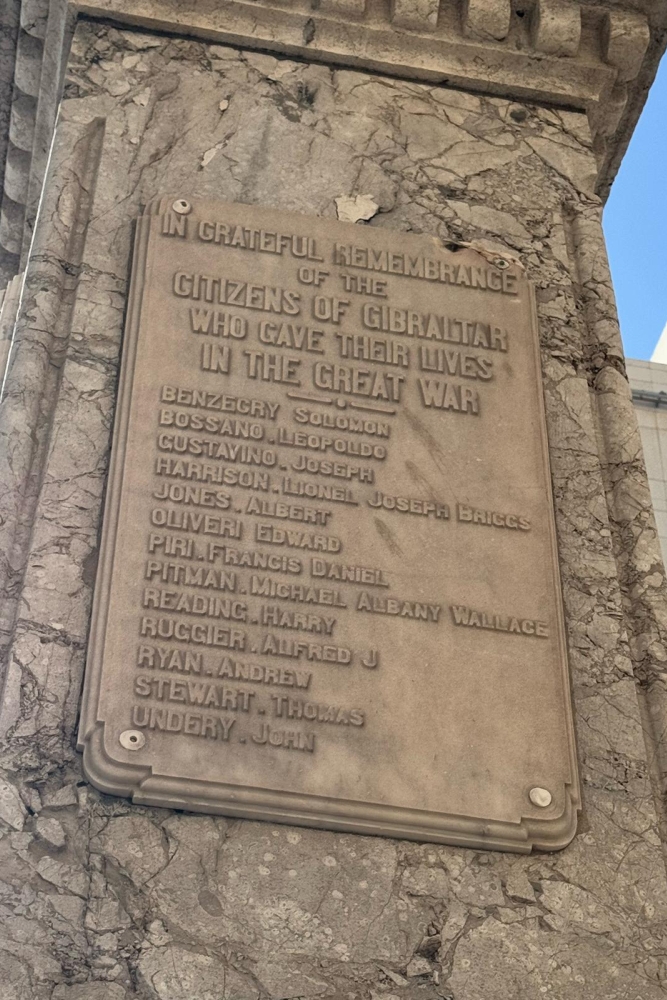 IN GRATEFUL REMEMBRANCE
OF THE
CITIZENS OF GIBRALTAR
WHO GAVE THEIR LIVES
IN THE GREAT WAR
BENZECRY SOLOMON
BOSSANO. LEOPOLDO
GUSTAVINO. JOSEPH
HARRISON. LIONEL JOSEPH BRIGGS
JONES. ALBERT
OLIVERI EDWARD
PIRI. FRANCIS DANIEL
PITMAN. MICHAEL ALBANY WALLACE
READING. HARRY
RUGGIER. ALFRED J
RYAN. ANDREW
STEWART. THOMAS
UNDERY. JOHN